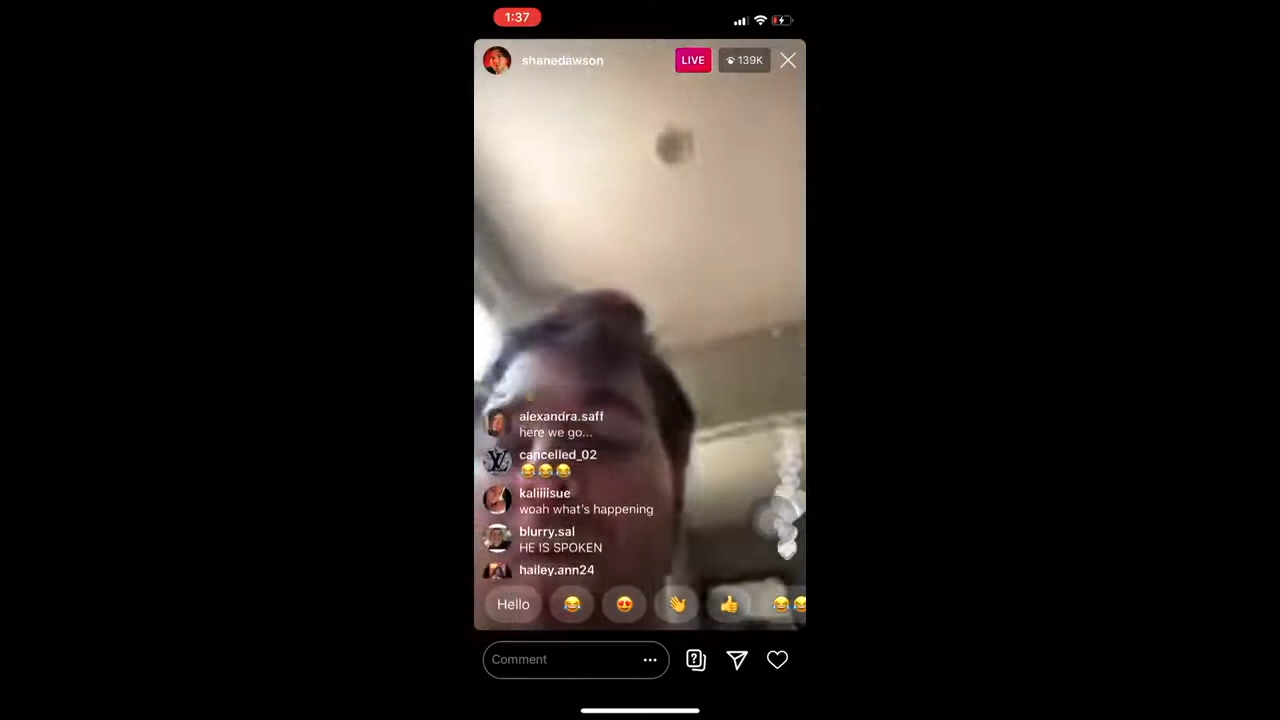 1:37
shanedawson
LIVE
139K
alexandra.saff
here we go...
cancelled_02
😂😂😂
kaliiiisue
woah what's happening
blurry.sal
HE IS SPOKEN
hailey.ann24
Hello
Comment